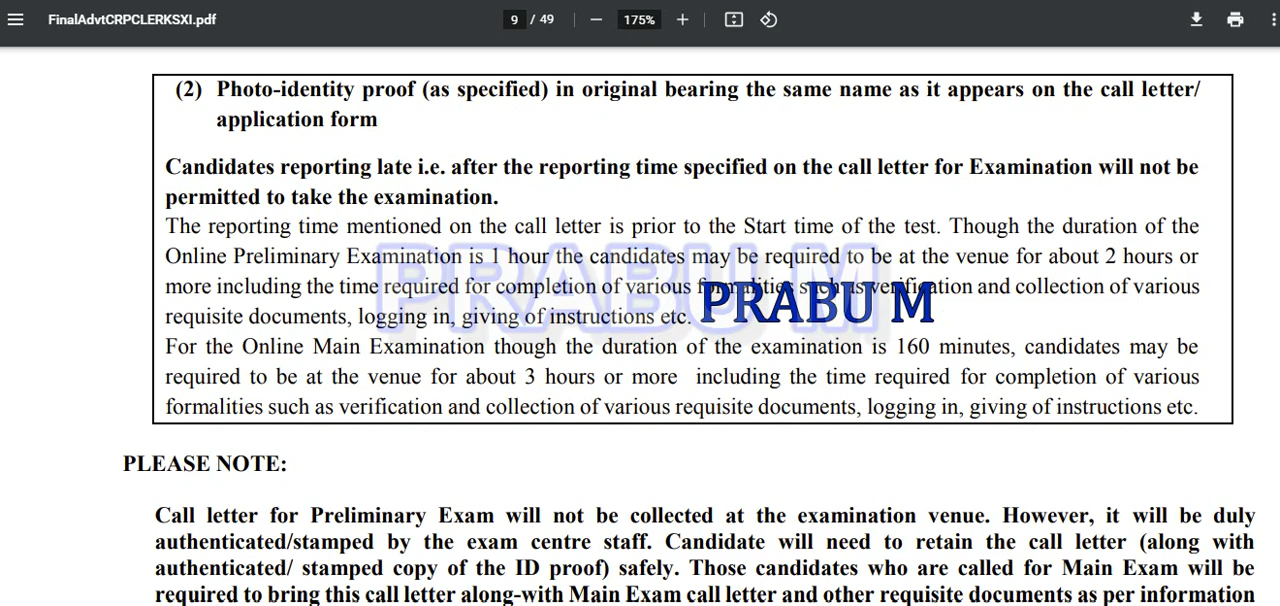 FinalAdvtCRPCLERKSXI.pdf
9 / 49
175%
(2) Photo-identity proof (as specified) in original bearing the same name as it appears on the call letter/
application form
Candidates reporting late i.e. after the reporting time specified on the call letter for Examination will not be
permitted to take the examination.
The reporting time mentioned on the call letter is prior to the Start time of the test. Though the duration of the
Online Preliminary Examination is 1 hour the candidates may be required to be at the venue for about 2 hours or
more including the time required for completion of various formalities such as verification and collection of various
requisite documents, logging in, giving of instructions etc.
PRABU M
PRABU M
For the Online Main Examination though the duration of the examination is 160 minutes, candidates may be
required to be at the venue for about 3 hours or more including the time required for completion of various
formalities such as verification and collection of various requisite documents, logging in, giving of instructions etc.
PLEASE NOTE:
Call letter for Preliminary Exam will not be collected at the examination venue. However, it will be duly
authenticated/stamped by the exam centre staff. Candidate will need to retain the call letter (along with
authenticated/ stamped copy of the ID proof) safely. Those candidates who are called for Main Exam will be
required to bring this call letter along-with Main Exam call letter and other requisite documents as per information